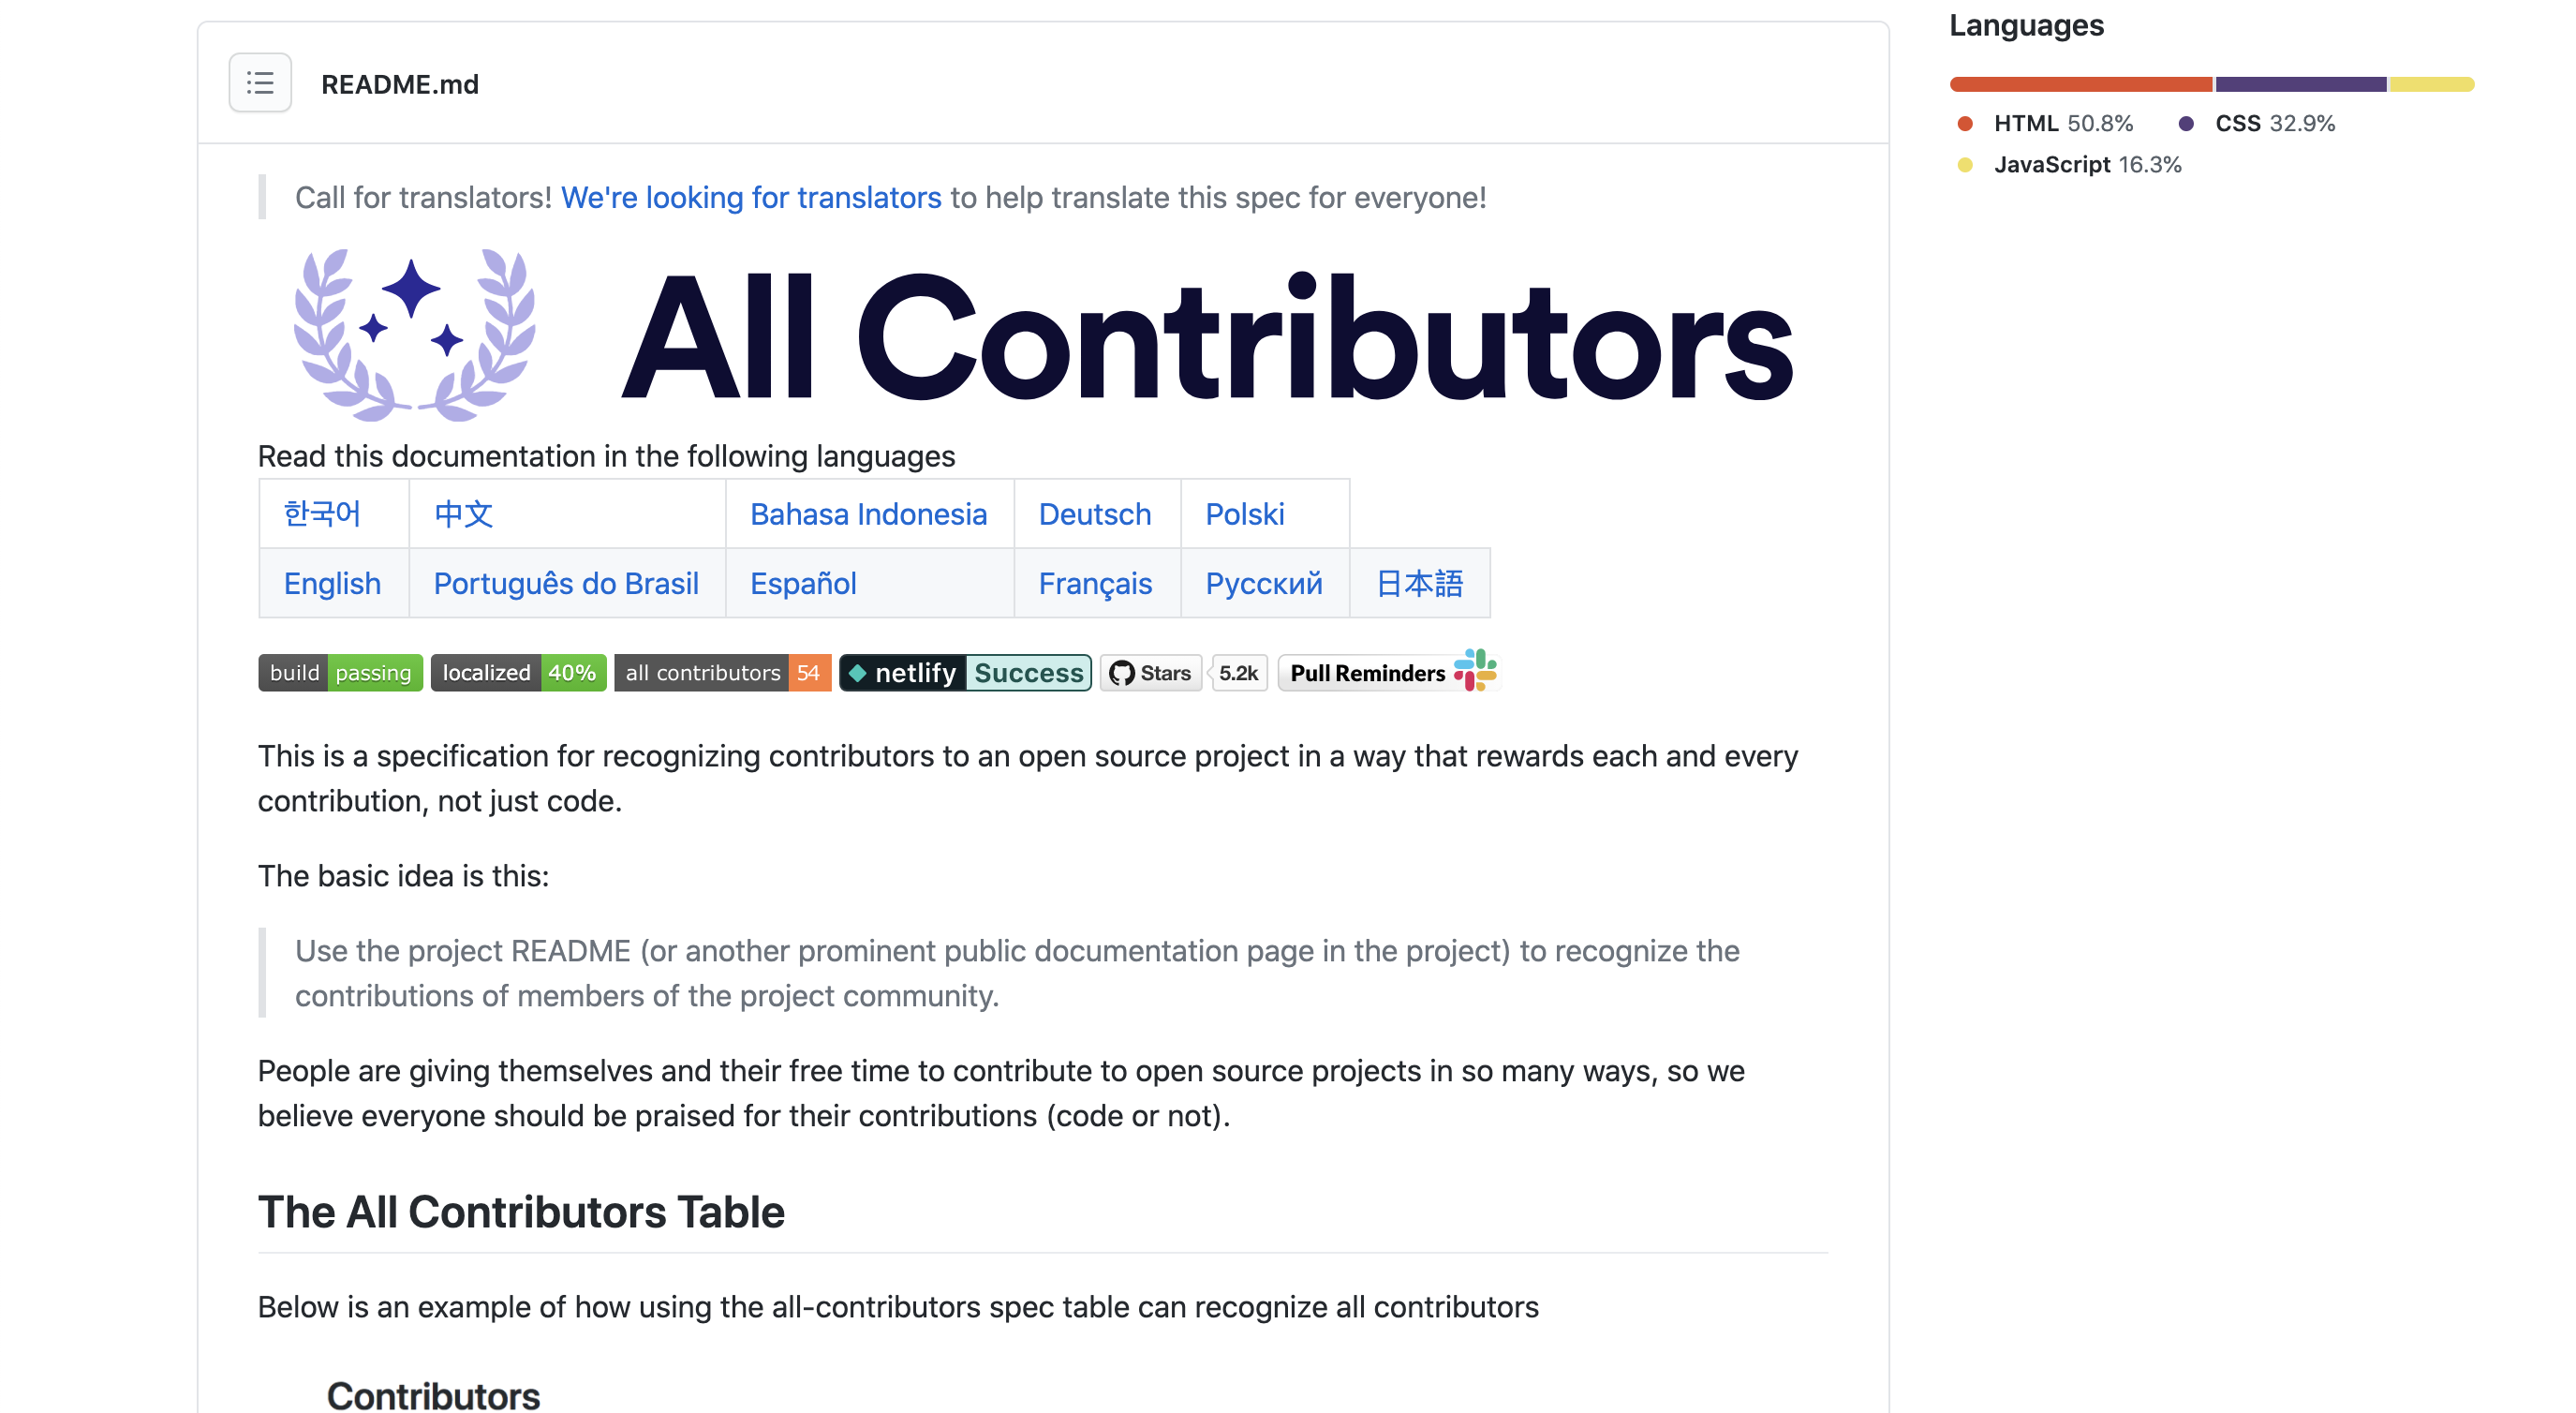 README.md
Call for translators! We're looking for translators to help translate this spec for everyone!
All Contributors
Read this documentation in the following languages
한국어 中文 Bahasa Indonesia Deutsch Polski
English Português do Brasil Español Français Русский 日本語
build passing localized 40% all contributors 54 netlify Success Stars 5.2k Pull Reminders
This is a specification for recognizing contributors to an open source project in a way that rewards each and every
contribution, not just code.
The basic idea is this:
Use the project README (or another prominent public documentation page in the project) to recognize the
contributions of members of the project community.
People are giving themselves and their free time to contribute to open source projects in so many ways, so we
believe everyone should be praised for their contributions (code or not).
The All Contributors Table
Below is an example of how using the all-contributors spec table can recognize all contributors
Contributors
Languages
HTML 50.8% CSS 32.9%
JavaScript 16.3%